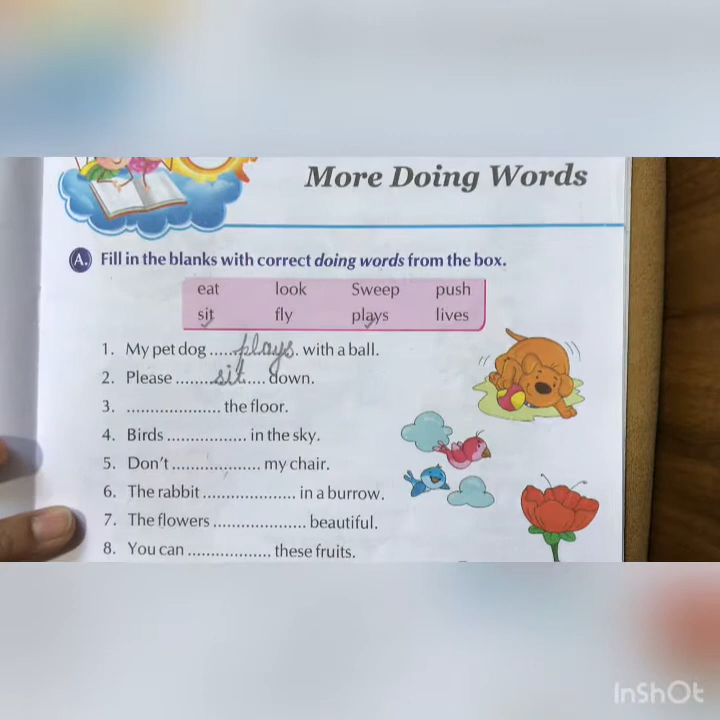 More Doing Words
A. Fill in the blanks with correct doing words from the box.
eat look Sweep push
sit fly plays lives
1. My pet dog .....plays. with a ball.
2. Please ........sit.... down.
3. .................... the floor.
4. Birds ................. in the sky.
5. Don't ................... my chair.
6. The rabbit .................... in a burrow.
7. The flowers .................... beautiful.
8. You can .................. these fruits.
InShOt